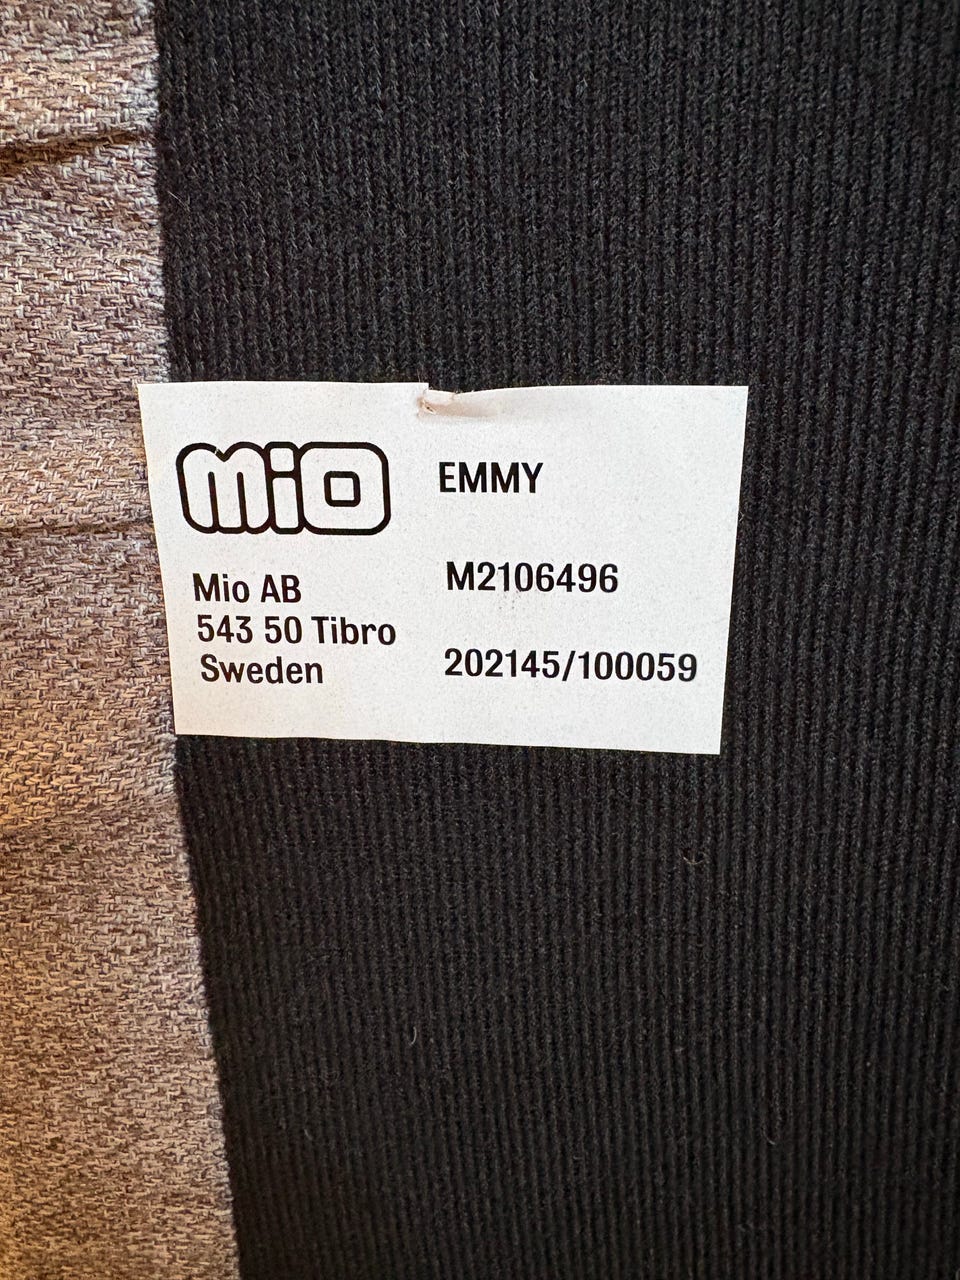 mio
EMMY
Mio AB
543 50 Tibro
Sweden
M2106496
202145/100059